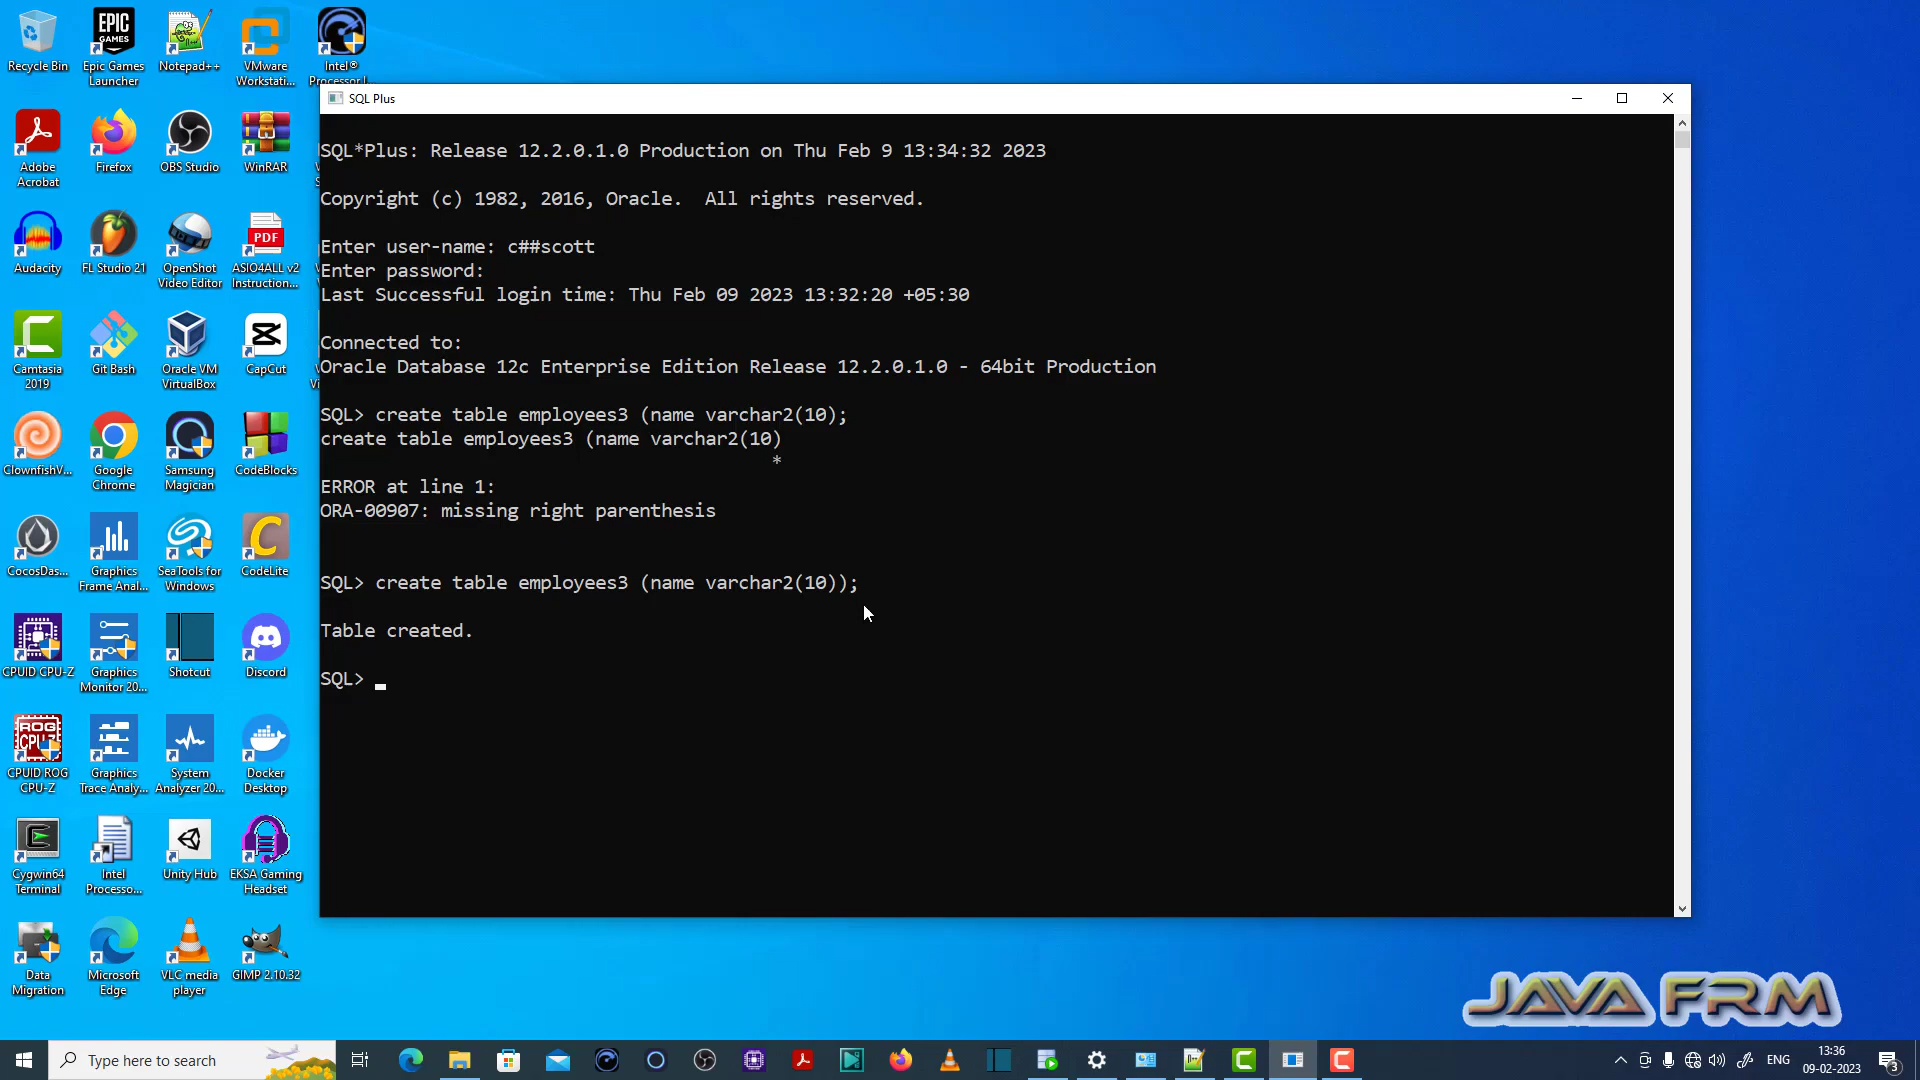 Recycle Bin
Epic Games Launcher
Notepad++
VMware Workstati...
Intel® Processor I...
Adobe Acrobat
Firefox
OBS Studio
WinRAR
Audacity
FL Studio 21
OpenShot Video Editor
ASIO4ALL v2 Instruction...
Camtasia 2019
Git Bash
Oracle VM VirtualBox
CapCut
ClownfishV...
Google Chrome
Samsung Magician
CodeBlocks
CocosDas...
Graphics Frame Anal...
SeaTools for Windows
CodeLite
CPUID CPU-Z
Graphics Monitor 20...
Shotcut
Discord
CPUID ROG CPU-Z
Graphics Trace Analy...
System Analyzer 20...
Docker Desktop
Cygwin64 Terminal
Intel Processo...
Unity Hub
EKSA Gaming Headset
Data Migration
Microsoft Edge
VLC media player
GIMP 2.10.32
SQL Plus
SQL*Plus: Release 12.2.0.1.0 Production on Thu Feb 9 13:34:32 2023
Copyright (c) 1982, 2016, Oracle.  All rights reserved.
Enter user-name: c##scott
Enter password:
Last Successful login time: Thu Feb 09 2023 13:32:20 +05:30
Connected to:
Oracle Database 12c Enterprise Edition Release 12.2.0.1.0 - 64bit Production
SQL> create table employees3 (name varchar2(10);
create table employees3 (name varchar2(10)
*
ERROR at line 1:
ORA-00907: missing right parenthesis
SQL> create table employees3 (name varchar2(10));
Table created.
SQL>
JAVA FRM
Type here to search
ENG
13:36
09-02-2023
3